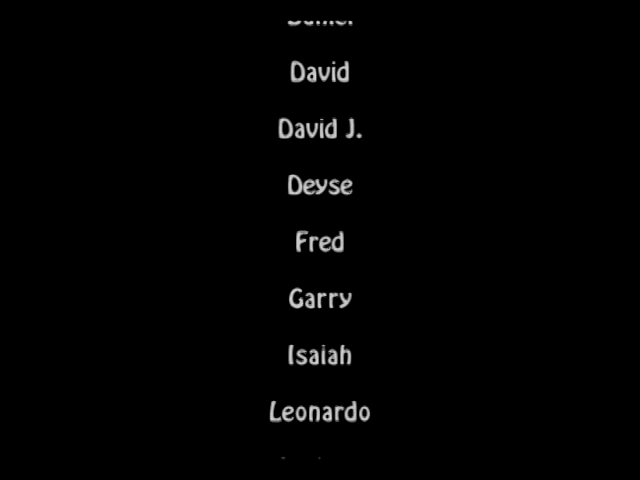 David
David J.
Deyse
Fred
Garry
Isaiah
Leonardo